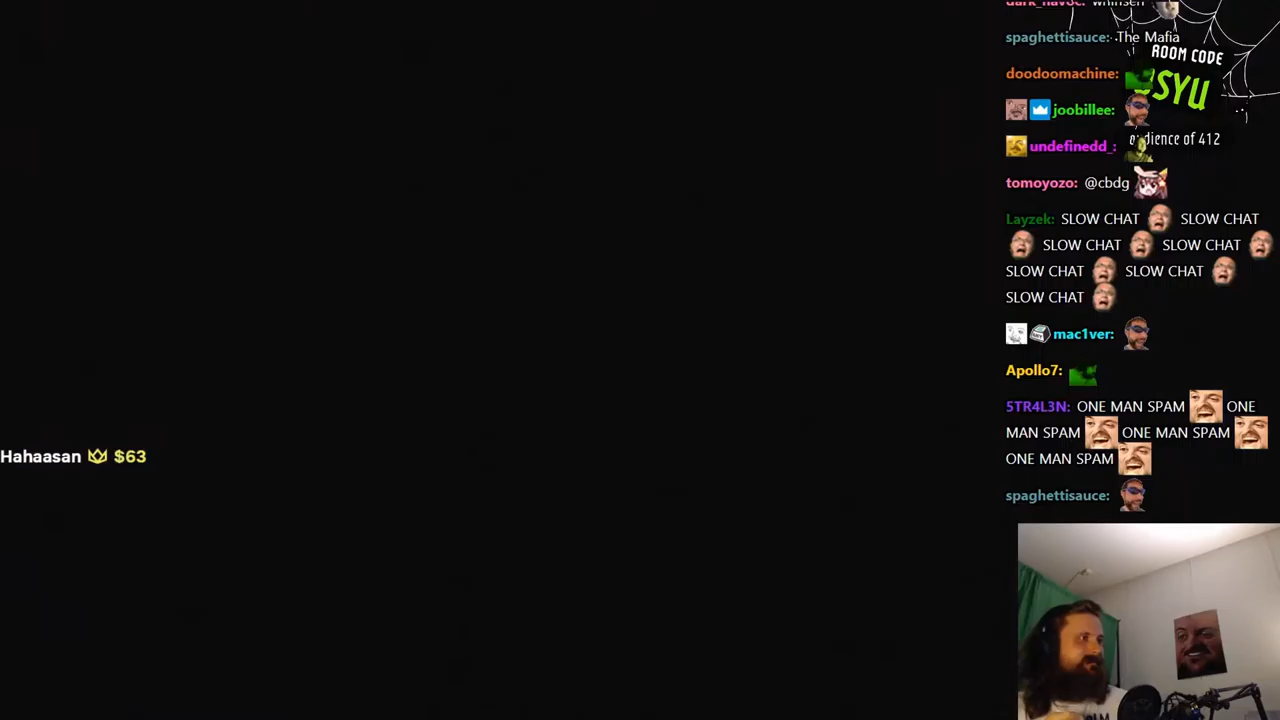 dark_havoc: whinsen
spaghettisauce: The Mafia
ROOM CODE
doodoomachine:
SYU
joobillee:
audience of 412
undefinedd_:
tomoyozo: @cbdg
Layzek: SLOW CHAT SLOW CHAT
SLOW CHAT SLOW CHAT
SLOW CHAT SLOW CHAT
SLOW CHAT
mac1ver:
Apollo7:
5TR4L3N: ONE MAN SPAM ONE
MAN SPAM ONE MAN SPAM
ONE MAN SPAM
Hahaasan $63
spaghettisauce: